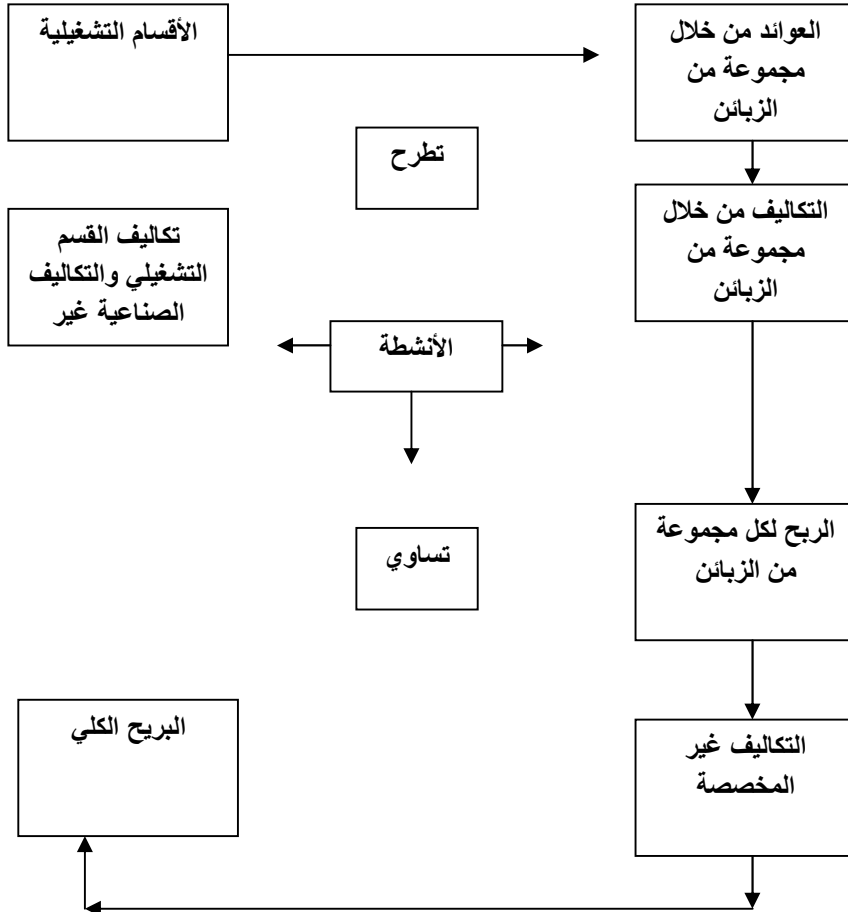 العوائد من خلال
مجموعة من
الزبائن
الأقسام التشغيلية
تطرح
التكاليف من خلال
مجموعة من
الزبائن
تكاليف القسم
التشغيلي والتكاليف
الصناعية غير
الأنشطة
الربح لكل مجموعة
من الزبائن
تساوي
التكاليف غير
المخصصة
البريح الكلي